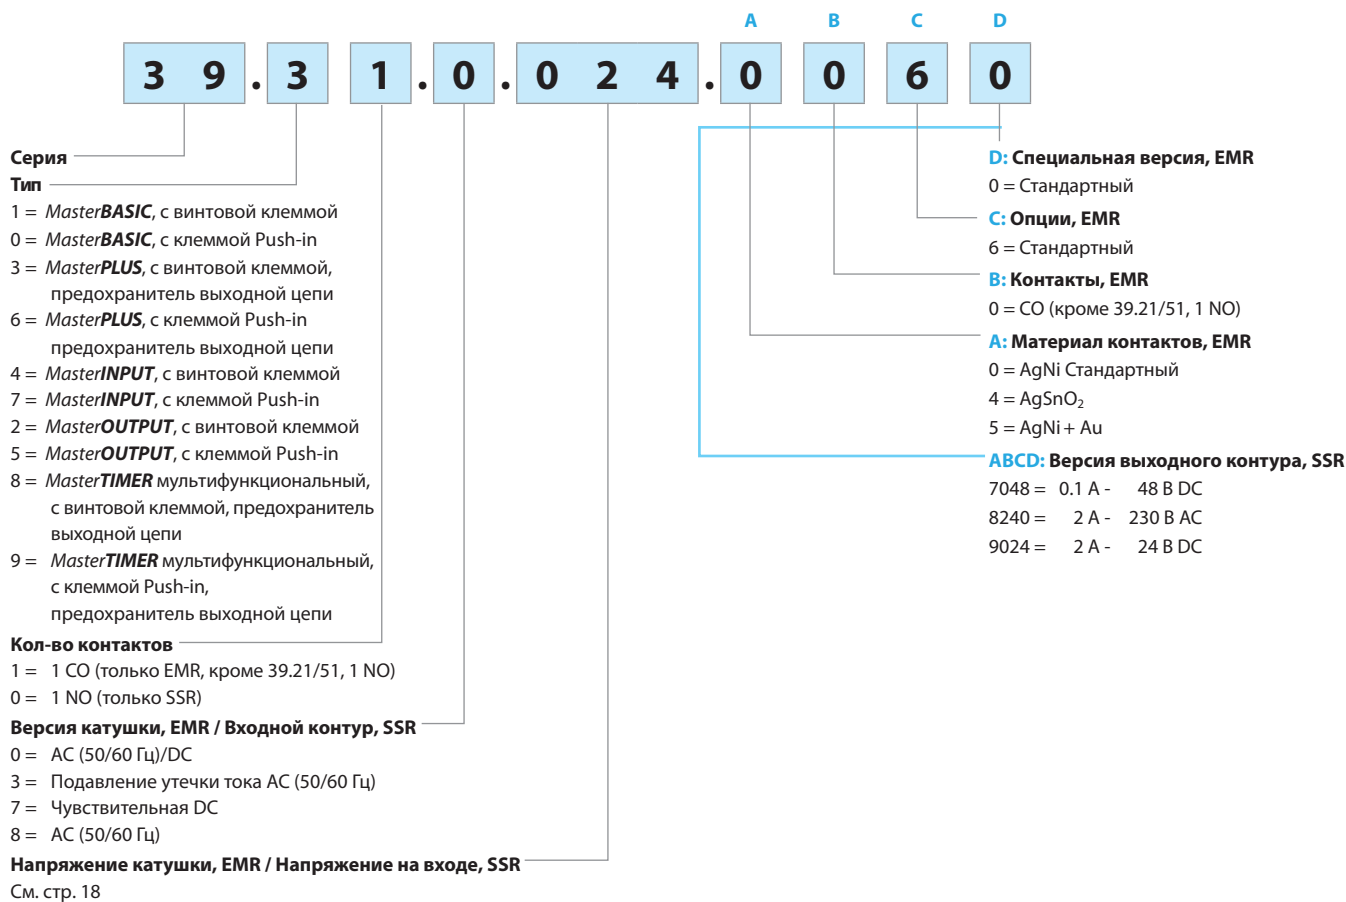 A B C D
3 9 . 3 1 . 0 . 0 2 4 . 0 0 6 0
Серия
Тип
1 = MasterBASIC, с винтовой клеммой
0 = MasterBASIC, с клеммой Push-in
3 = MasterPLUS, с винтовой клеммой,
предохранитель выходной цепи
6 = MasterPLUS, с клеммой Push-in
предохранитель выходной цепи
4 = MasterINPUT, с винтовой клеммой
7 = MasterINPUT, с клеммой Push-in
2 = MasterOUTPUT, с винтовой клеммой
5 = MasterOUTPUT, с клеммой Push-in
8 = MasterTIMER мультифункциональный,
с винтовой клеммой, предохранитель
выходной цепи
9 = MasterTIMER мультифункциональный,
с клеммой Push-in,
предохранитель выходной цепи
Кол-во контактов
1 = 1 CO (только EMR, кроме 39.21/51, 1 NO)
0 = 1 NO (только SSR)
Версия катушки, EMR / Входной контур, SSR
0 = AC (50/60 Гц)/DC
3 = Подавление утечки тока AC (50/60 Гц)
7 = Чувствительная DC
8 = AC (50/60 Гц)
Напряжение катушки, EMR / Напряжение на входе, SSR
См. стр. 18
D: Специальная версия, EMR
0 = Стандартный
C: Опции, EMR
6 = Стандартный
B: Контакты, EMR
0 = CO (кроме 39.21/51, 1 NO)
A: Материал контактов, EMR
0 = AgNi Стандартный
4 = AgSnO₂
5 = AgNi + Au
ABCD: Версия выходного контура, SSR
7048 = 0.1 A - 48 В DC
8240 = 2 A - 230 В AC
9024 = 2 A - 24 В DC